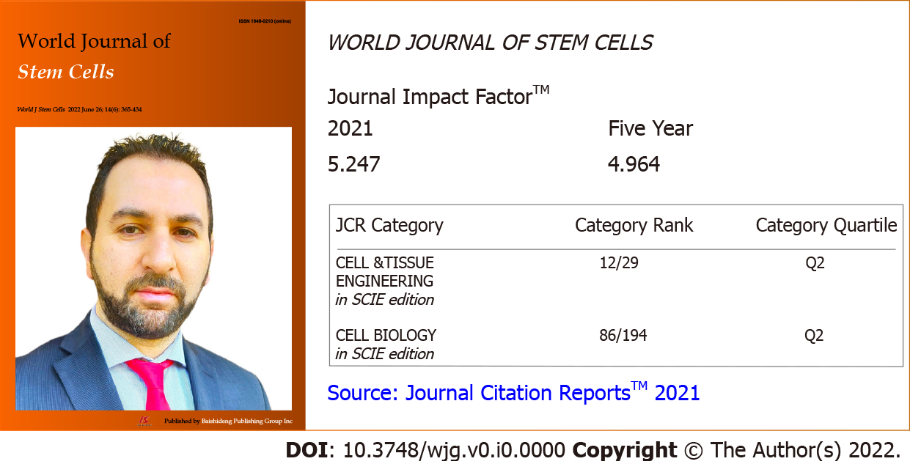 ISSN 1948-0210 (online)
World Journal of
Stem Cells
World J Stem Cells 2022 June 26; 14(6): 365-434
Published by Baishideng Publishing Group Inc
WORLD JOURNAL OF STEM CELLS
Journal Impact Factor™
2021 Five Year
5.247 4.964
JCR Category Category Rank Category Quartile
CELL &TISSUE 12/29 Q2
ENGINEERING
in SCIE edition
CELL BIOLOGY 86/194 Q2
in SCIE edition
Source: Journal Citation Reports™ 2021
DOI: 10.3748/wjg.v0.i0.0000 Copyright © The Author(s) 2022.